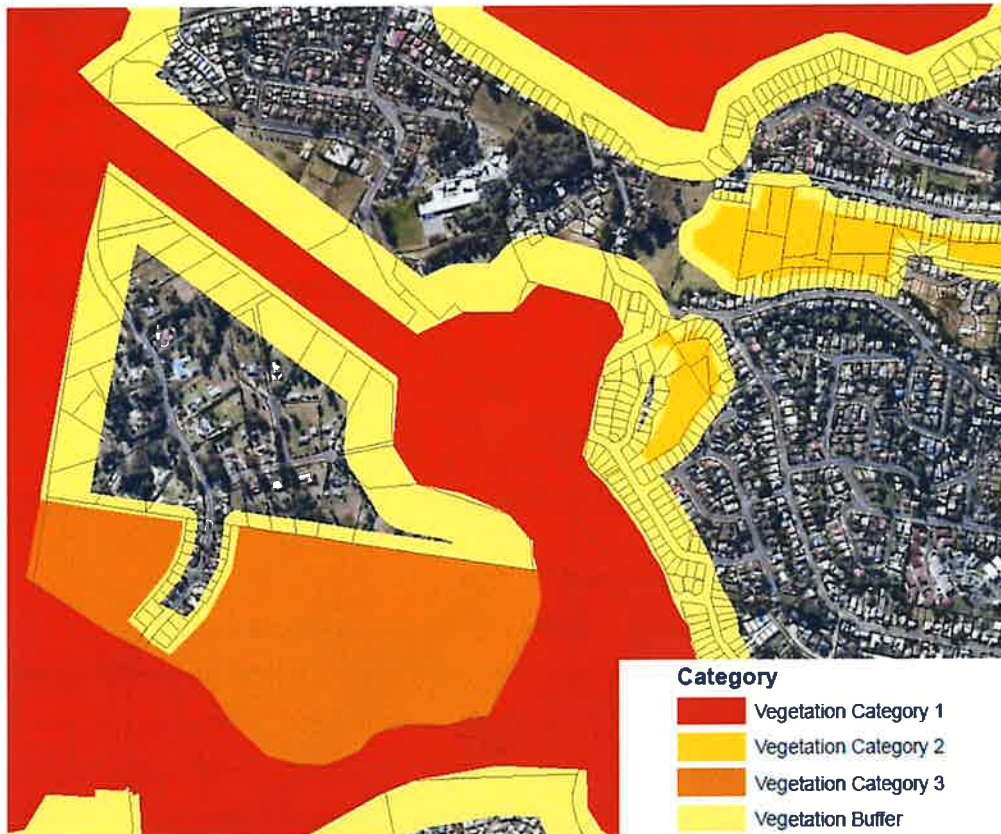 Category
Vegetation Category 1
Vegetation Category 2
Vegetation Category 3
Vegetation Buffer